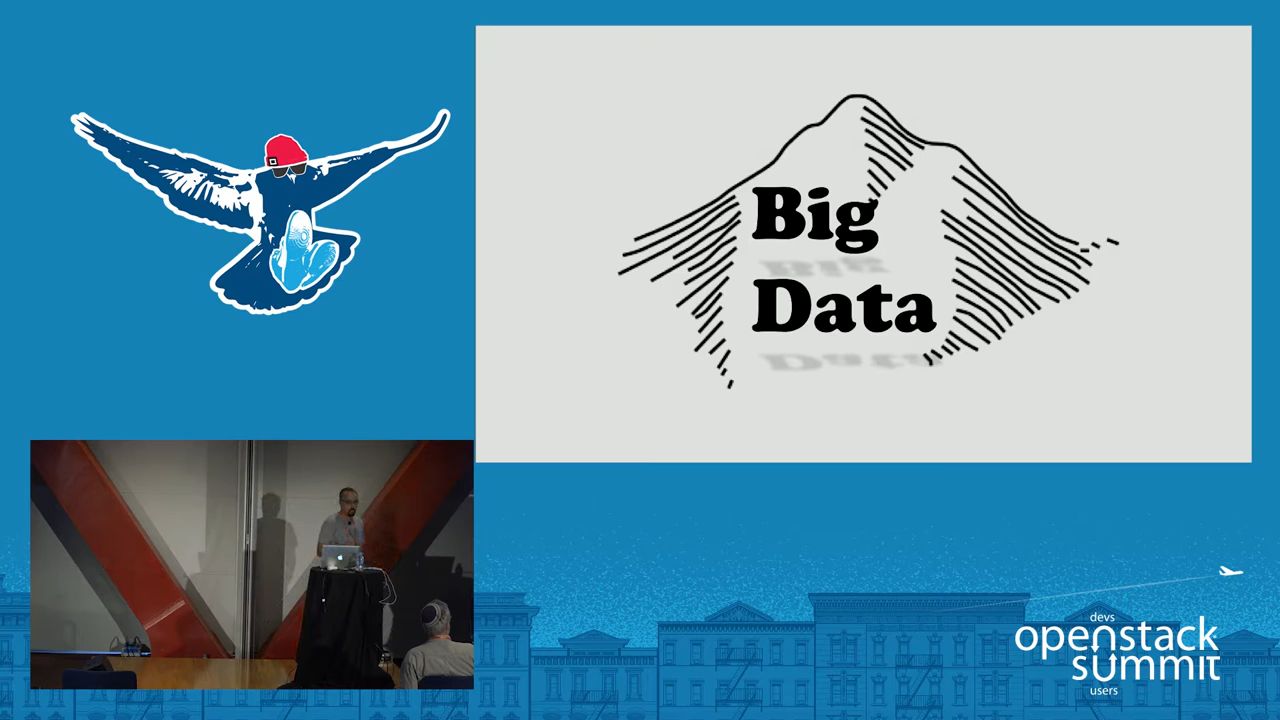 Big
Data
devs
openstack
summit
users